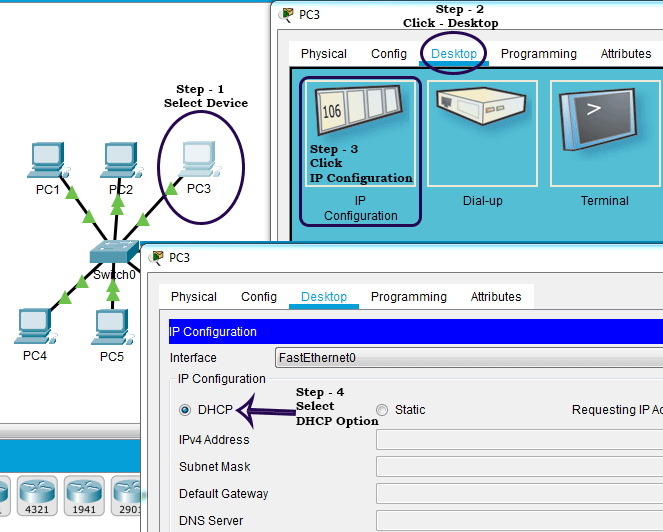 Step - 1
Select Device
PC1
PC2
PC3
Switch0
PC4
PC5
4321
1941
PC3
Step - 2
Click - Desktop
Physical
Config
Desktop
Programming
Attributes
106
Step - 3
Click
IP Configuration
IP
Configuration
Dial-up
>
Terminal
PC3
Physical
Config
Desktop
Programming
Attributes
IP Configuration
Interface
FastEthernet0
IP Configuration
DHCP
Step - 4
Select
DHCP Option
Static
Requesting IP
IPv4 Address
Subnet Mask
Default Gateway
DNS Server